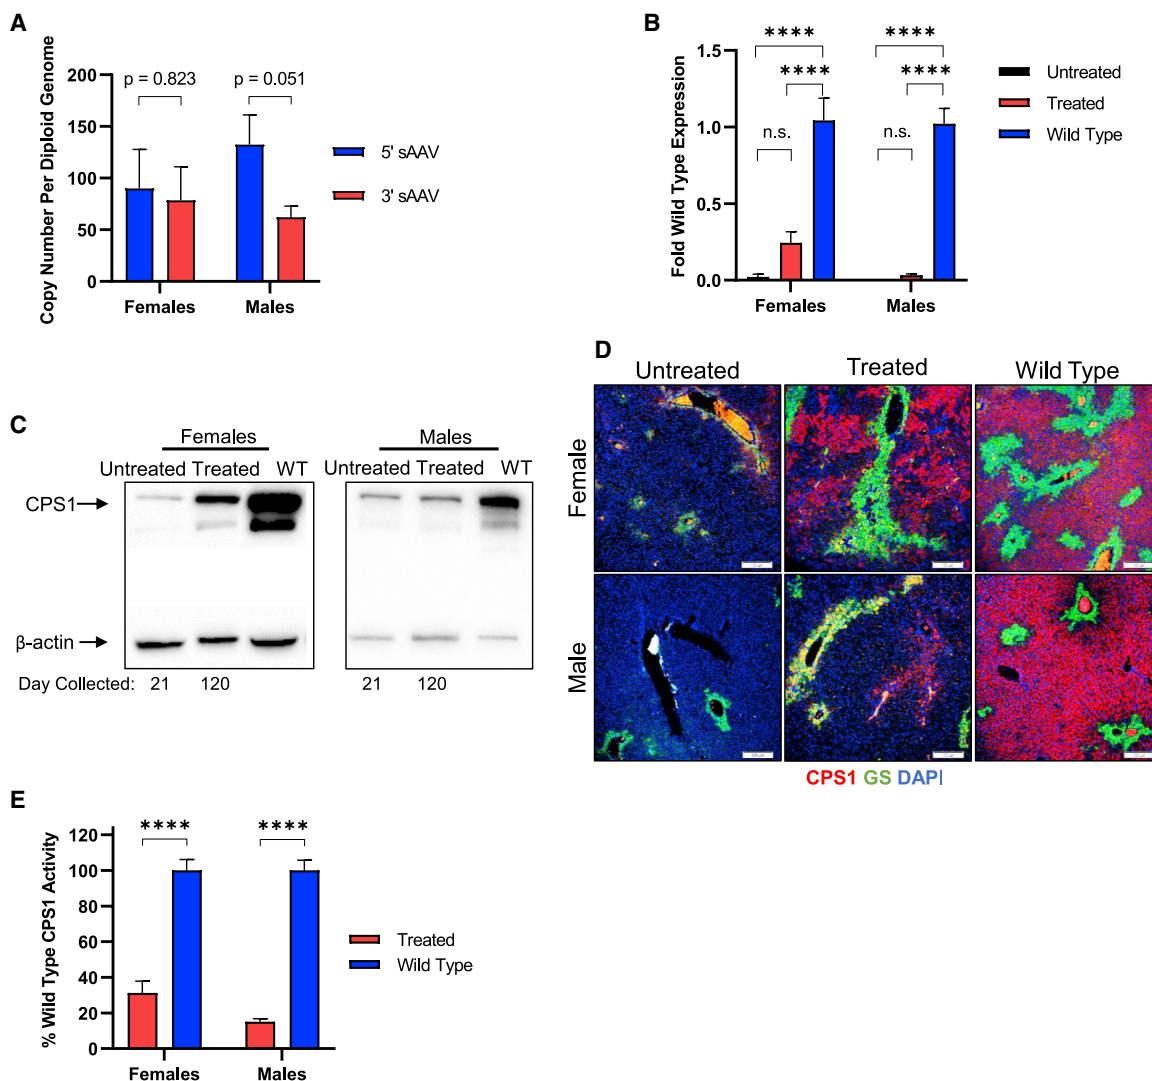 A
Copy Number Per Diploid Genome
200
150
100
50
0
p = 0.823
p = 0.051
Females
Males
5' sAAV
3' sAAV
B
Fold Wild Type Expression
1.5
1.0
0.5
0.0
****
****
n.s.
****
****
n.s.
Females
Males
Untreated
Treated
Wild Type
C
Females
Males
Untreated Treated WT
Untreated Treated WT
CPS1
β-actin
Day Collected: 21 120
21 120
D
Untreated Treated Wild Type
Female
Male
CPS1 GS DAPI
E
% Wild Type CPS1 Activity
120
100
80
60
40
20
0
****
****
Females
Males
Treated
Wild Type